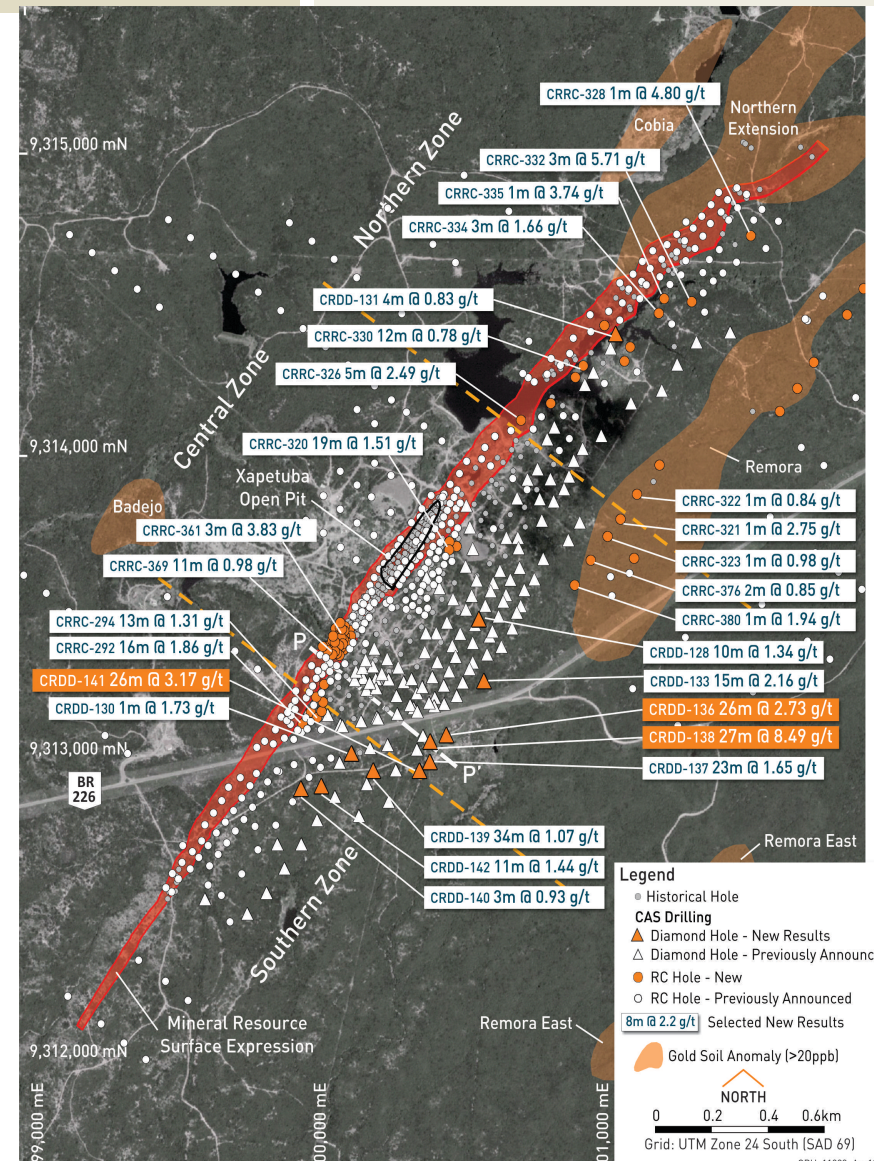 CRRC-328 1m @ 4.80 g/t
Northern
Extension
Cobia
9,315,000 mN
Northern Zone
CRRC-332 3m @ 5.71 g/t
CRRC-335 1m @ 3.74 g/t
CRRC-334 3m @ 1.66 g/t
CRDD-131 4m @ 0.83 g/t
CRRC-330 12m @ 0.78 g/t
CRRC-326 5m @ 2.49 g/t
Central Zone
9,314,000 mN
CRRC-320 19m @ 1.51 g/t
Xapetuba
Open Pit
Remora
Badejo
CRRC-361 3m @ 3.83 g/t
CRRC-369 11m @ 0.98 g/t
CRRC-322 1m @ 0.84 g/t
CRRC-321 1m @ 2.75 g/t
CRRC-323 1m @ 0.98 g/t
CRRC-376 2m @ 0.85 g/t
CRRC-380 1m @ 1.94 g/t
CRRC-294 13m @ 1.31 g/t
CRRC-292 16m @ 1.86 g/t
CRDD-141 26m @ 3.17 g/t
CRDD-130 1m @ 1.73 g/t
P
CRDD-128 10m @ 1.34 g/t
CRDD-133 15m @ 2.16 g/t
CRDD-136 26m @ 2.73 g/t
CRDD-138 27m @ 8.49 g/t
CRDD-137 23m @ 1.65 g/t
9,313,000 mN
P'
BR
226
CRDD-139 34m @ 1.07 g/t
CRDD-142 11m @ 1.44 g/t
CRDD-140 3m @ 0.93 g/t
Remora East
Southern Zone
Legend
Historical Hole
CAS Drilling
Diamond Hole - New Results
Diamond Hole - Previously Announc
RC Hole - New
RC Hole - Previously Announced
8m @ 2.2 g/t Selected New Results
Gold Soil Anomaly (>20ppb)
NORTH
0 0.2 0.4 0.6km
Grid: UTM Zone 24 South (SAD 69)
Remora East
Mineral Resource
Surface Expression
9,312,000 mN
99,000 mE
00,000 mE
01,000 mE